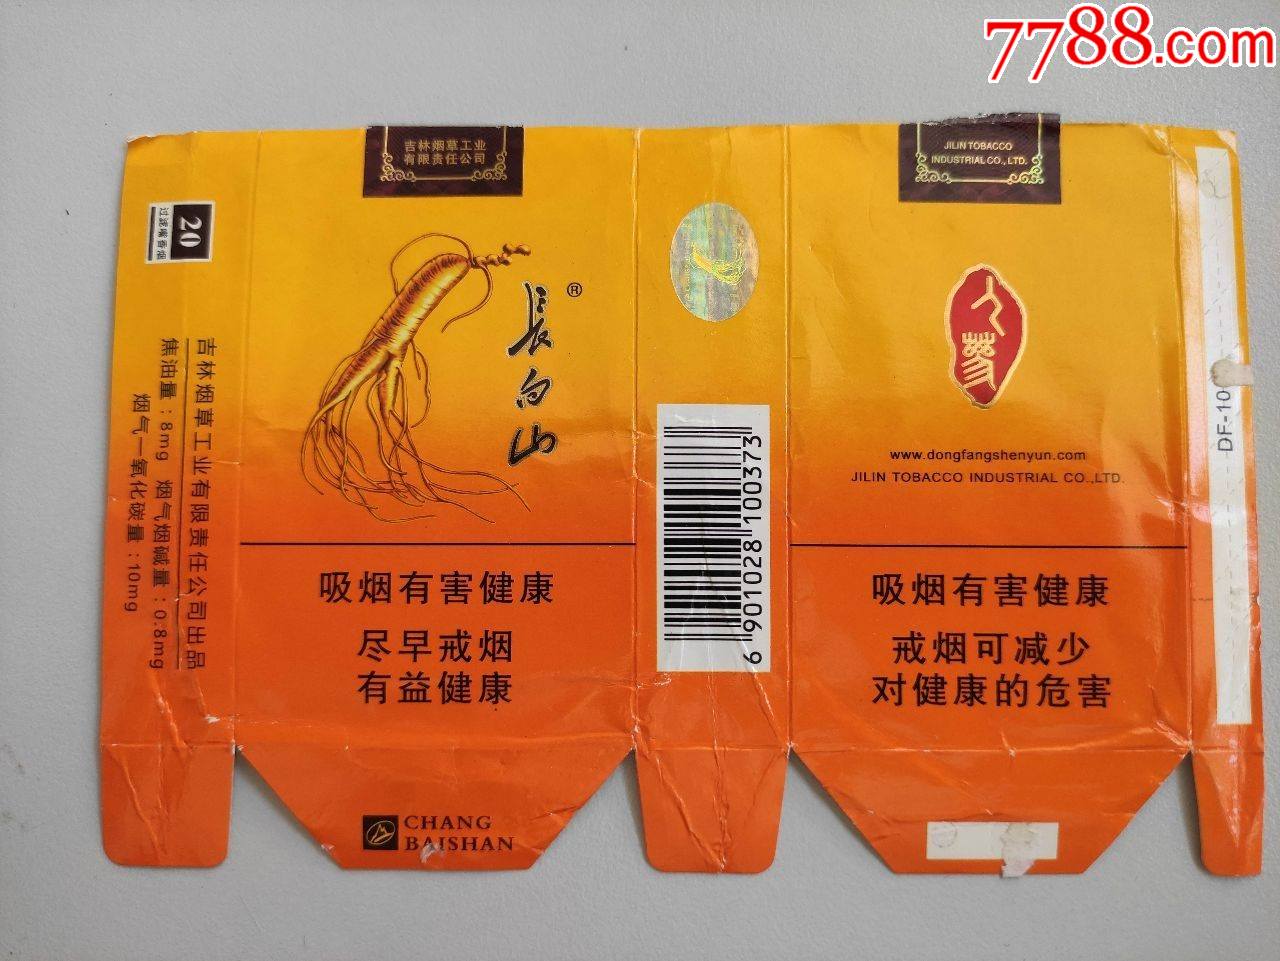 7788.com
吉林烟草工业
有限责任公司
JILIN TOBACCO
INDUSTRIAL CO., LTD.
20
过滤嘴香烟
吉林烟草工业有限责任公司出品
焦油量：8mg 烟气烟碱量：0.8mg
烟气一氧化碳量：10mg
長白山®
人参
www.dongfangshenyun.com
JILIN TOBACCO INDUSTRIAL CO.,LTD.
DF-10
6 901028 100373
吸烟有害健康
尽早戒烟
有益健康
吸烟有害健康
戒烟可减少
对健康的危害
CHANG
BAISHAN